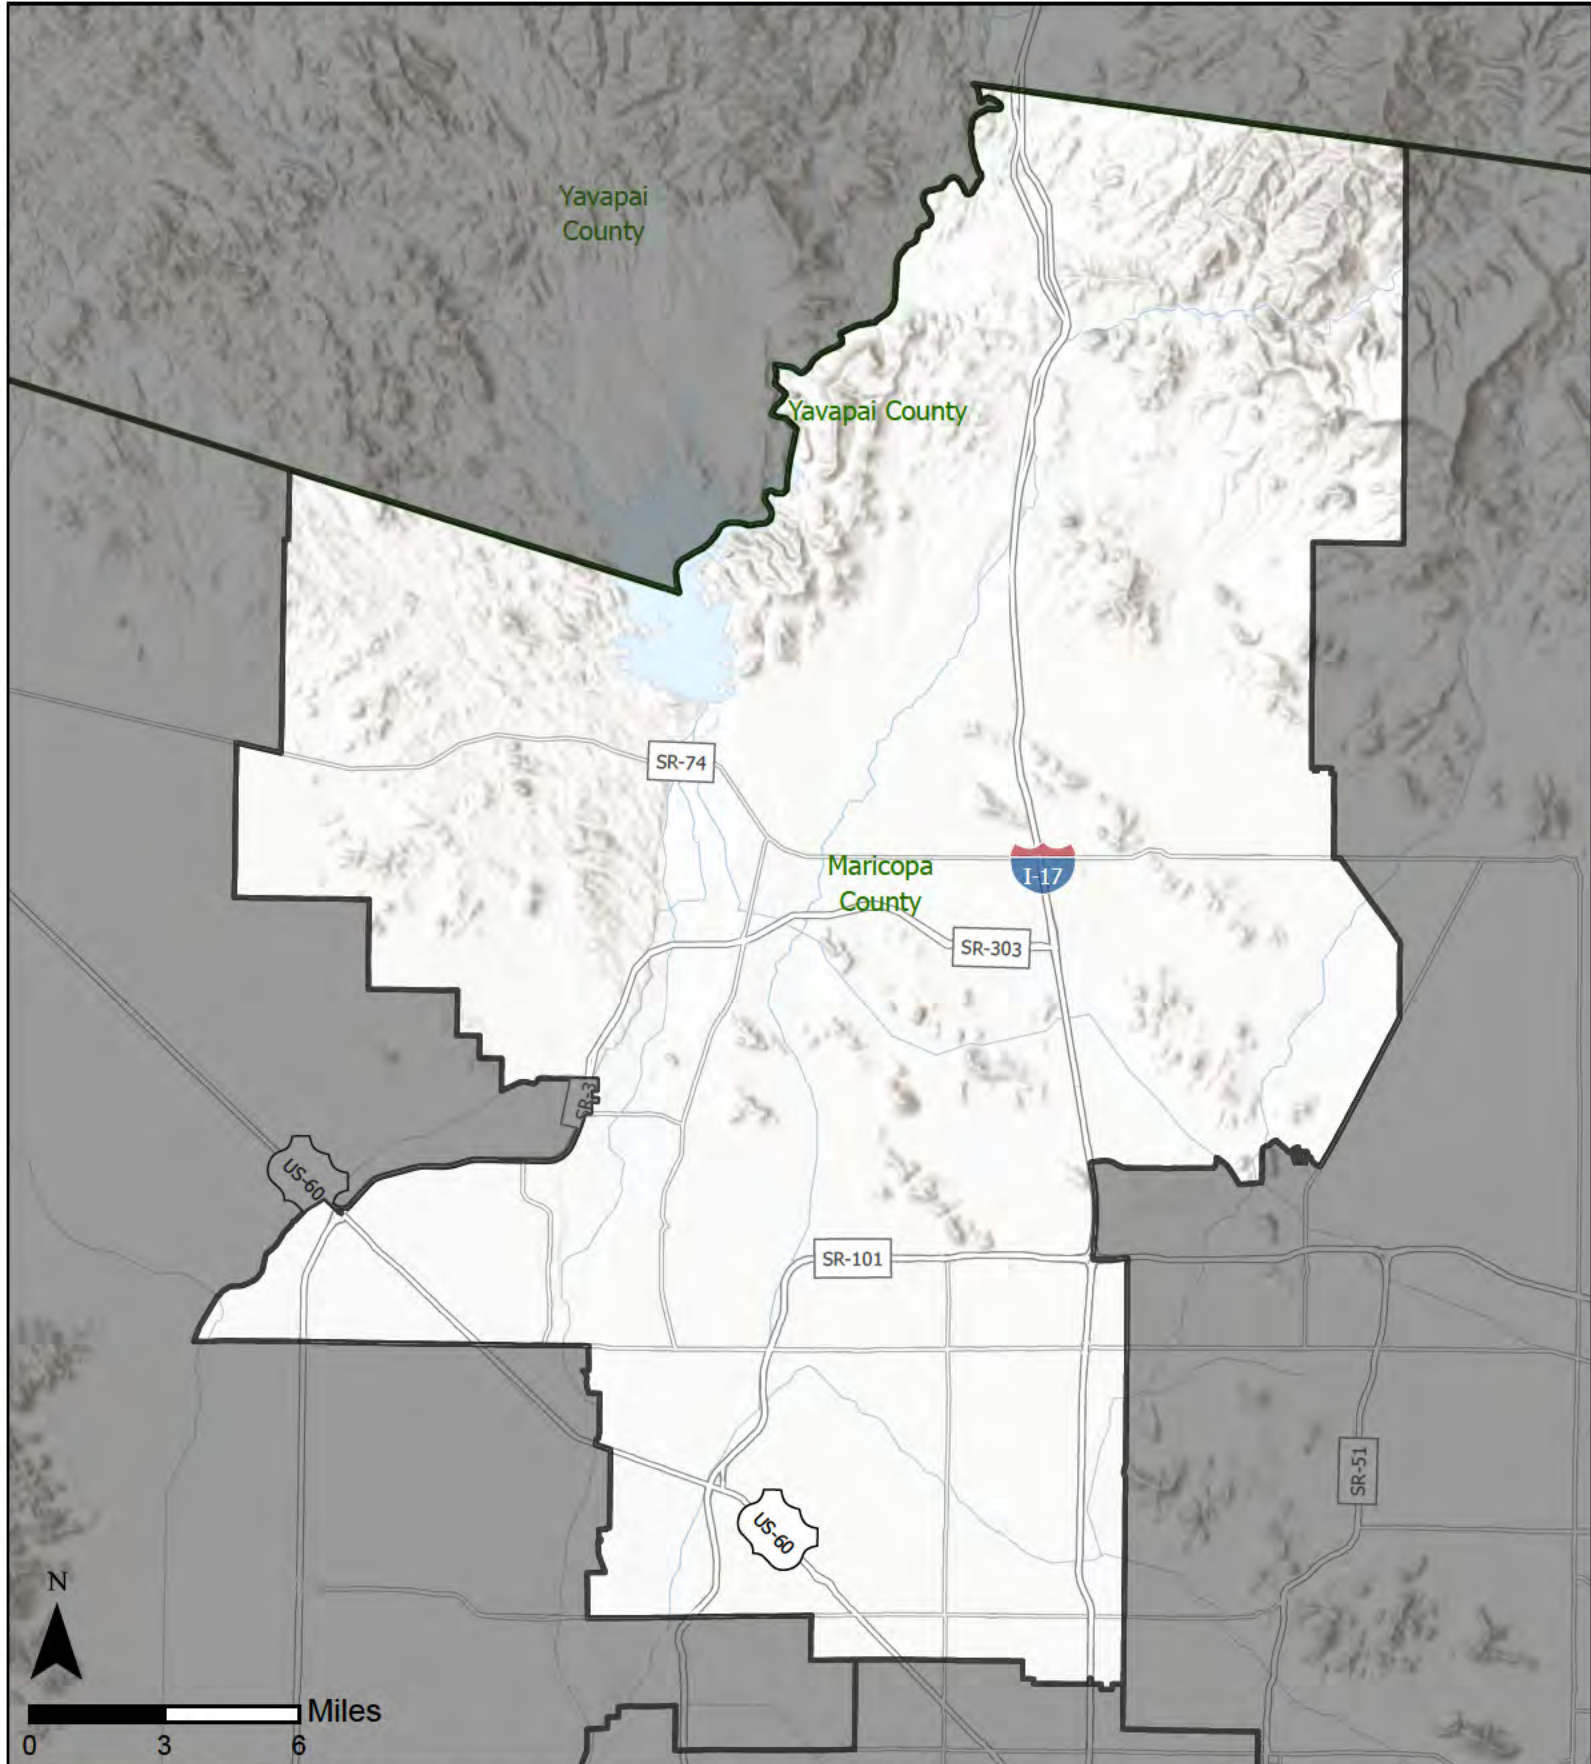 Yavapai
County
Yavapai County
SR-74
Maricopa
County
I-17
SR-303
SR-3
US-60
SR-101
SR-51
US-60
N
Miles
0 3 6